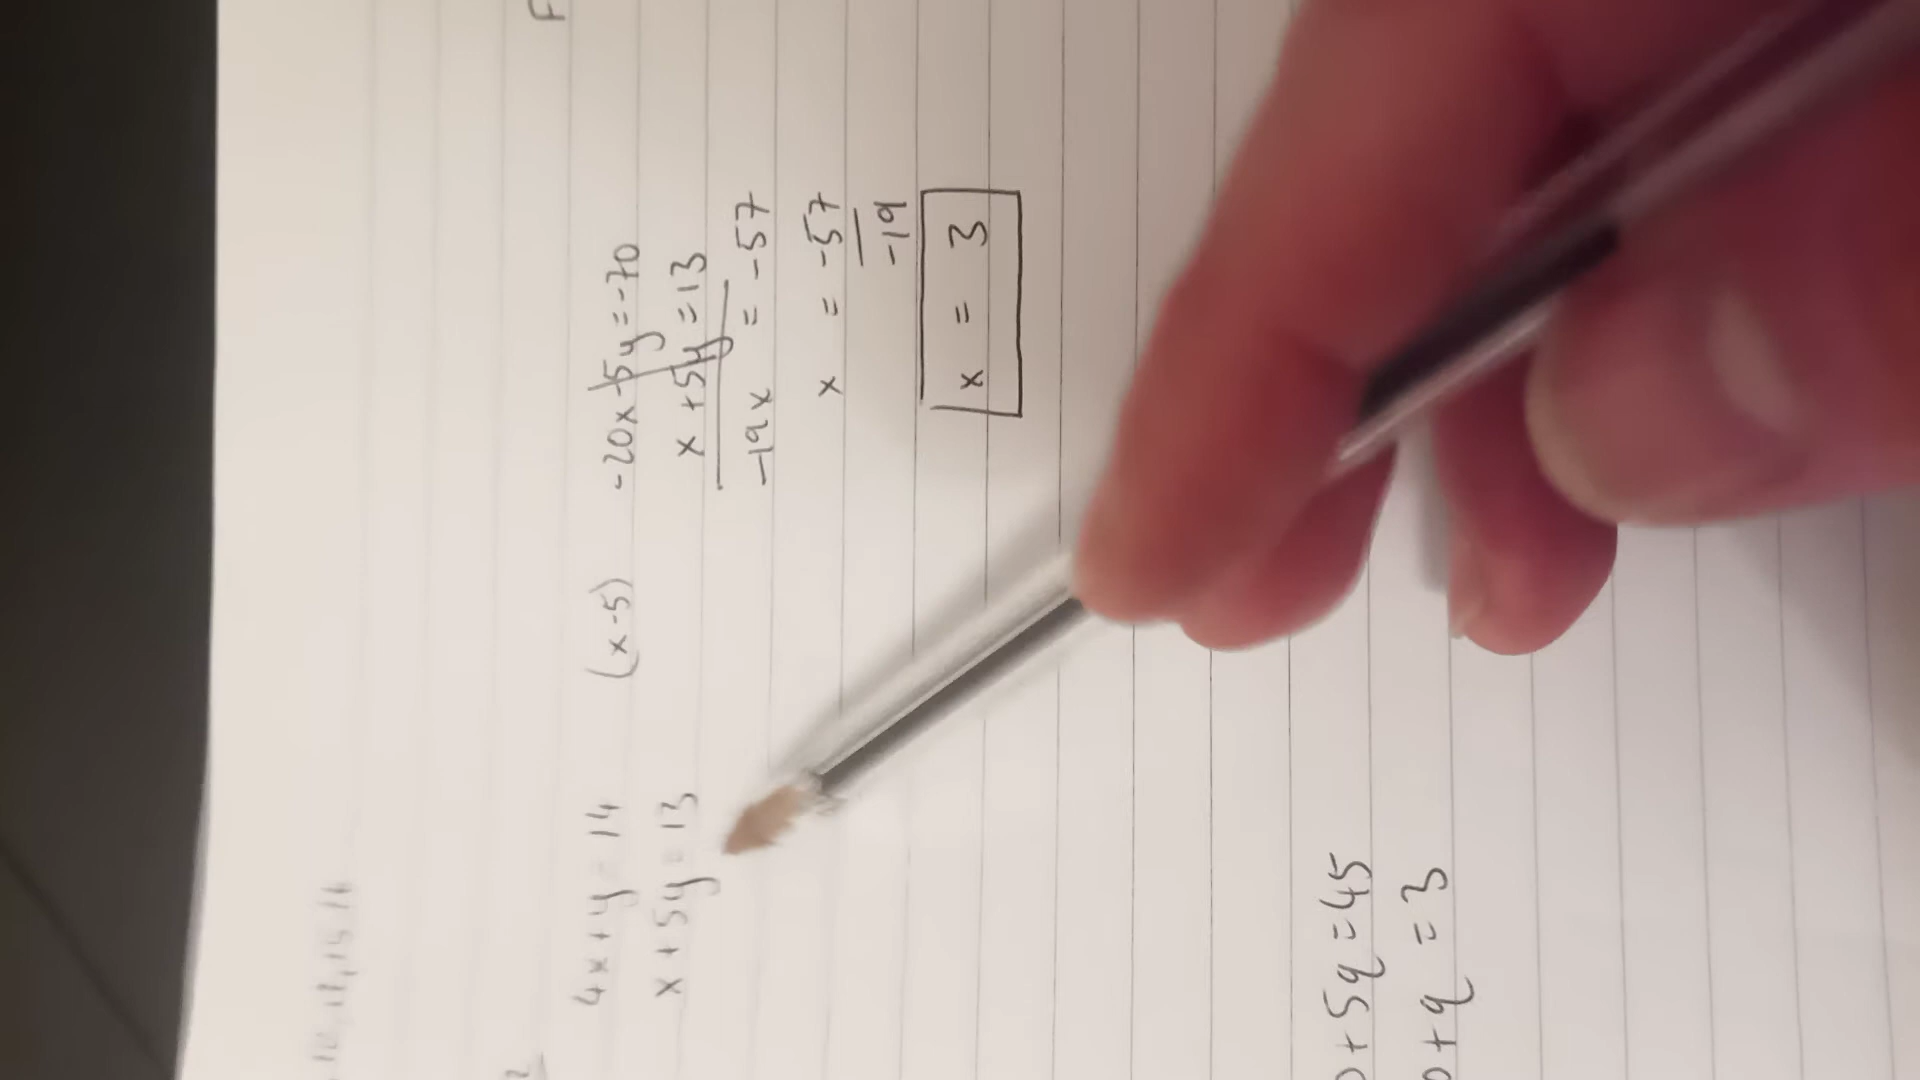 4x+y=14 (x-5) -20x-5y=-70
x+5y=13 x+5y=13
-19x = -57
x = -57
-19
x = 3
+5q=45
+q=3